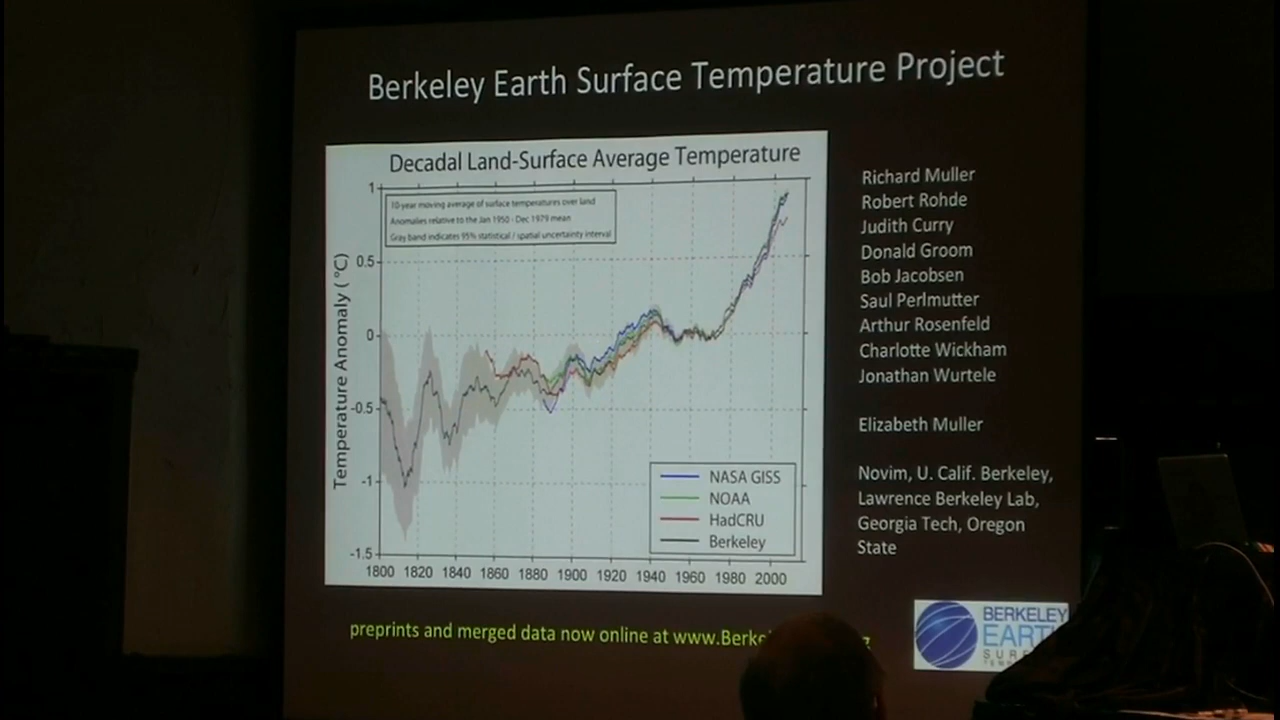 Berkeley Earth Surface Temperature Project
Decadal Land-Surface Average Temperature
10-year moving average of surface temperatures over land
Anomalies relative to the Jan 1950 - Dec 1979 mean
Gray band indicates 95% statistical / spatial uncertainty interval
Temperature Anomaly ( °C)
1
0.5
0
-0.5
-1
-1.5
1800 1820 1840 1860 1880 1900 1920 1940 1960 1980 2000
NASA GISS
NOAA
HadCRU
Berkeley
Richard Muller
Robert Rohde
Judith Curry
Donald Groom
Bob Jacobsen
Saul Perlmutter
Arthur Rosenfeld
Charlotte Wickham
Jonathan Wurtele
Elizabeth Muller
Novim, U. Calif. Berkeley,
Lawrence Berkeley Lab,
Georgia Tech, Oregon
State
preprints and merged data now online at
BERKELEY
EARTH